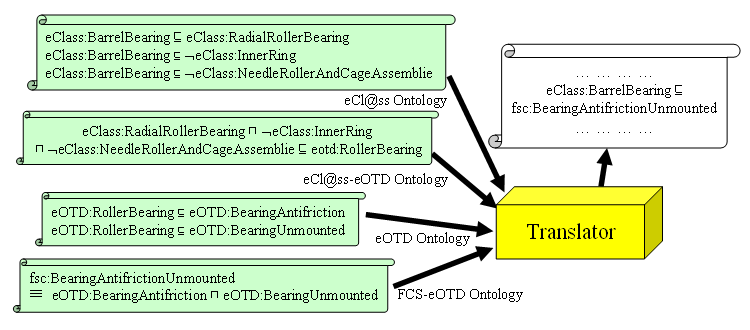 eClass:BarrelBearing ⊑ eClass:RadialRollerBearing
eClass:BarrelBearing ⊑ ¬eClass:InnerRing
eClass:BarrelBearing ⊑ ¬eClass:NeedleRollerAndCageAssemblie
eCl@ss Ontology
eClass:RadialRollerBearing ⊓ ¬eClass:InnerRing
⊓ ¬eClass:NeedleRollerAndCageAssemblie ⊑ eotd:RollerBearing
eCl@ss-eOTD Ontology
eOTD:RollerBearing ⊑ eOTD:BearingAntifriction
eOTD:RollerBearing ⊑ eOTD:BearingUnmounted
eOTD Ontology
fsc:BearingAntifrictionUnmounted
≡ eOTD:BearingAntifriction ⊓ eOTD:BearingUnmounted
FCS-eOTD Ontology
... ... ... ...
eClass:BarrelBearing ⊑
fsc:BearingAntifrictionUnmounted
... ... ... ...
Translator